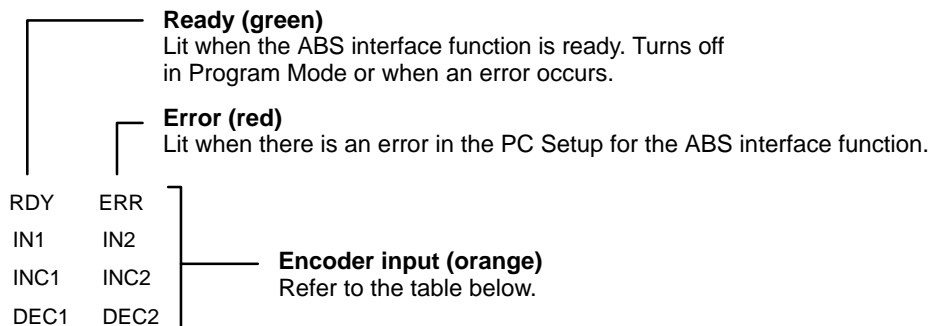 Ready (green)
Lit when the ABS interface function is ready. Turns off
in Program Mode or when an error occurs.
Error (red)
Lit when there is an error in the PC Setup for the ABS interface function.
RDY ERR
IN1 IN2
INC1 INC2
DEC1 DEC2
Encoder input (orange)
Refer to the table below.